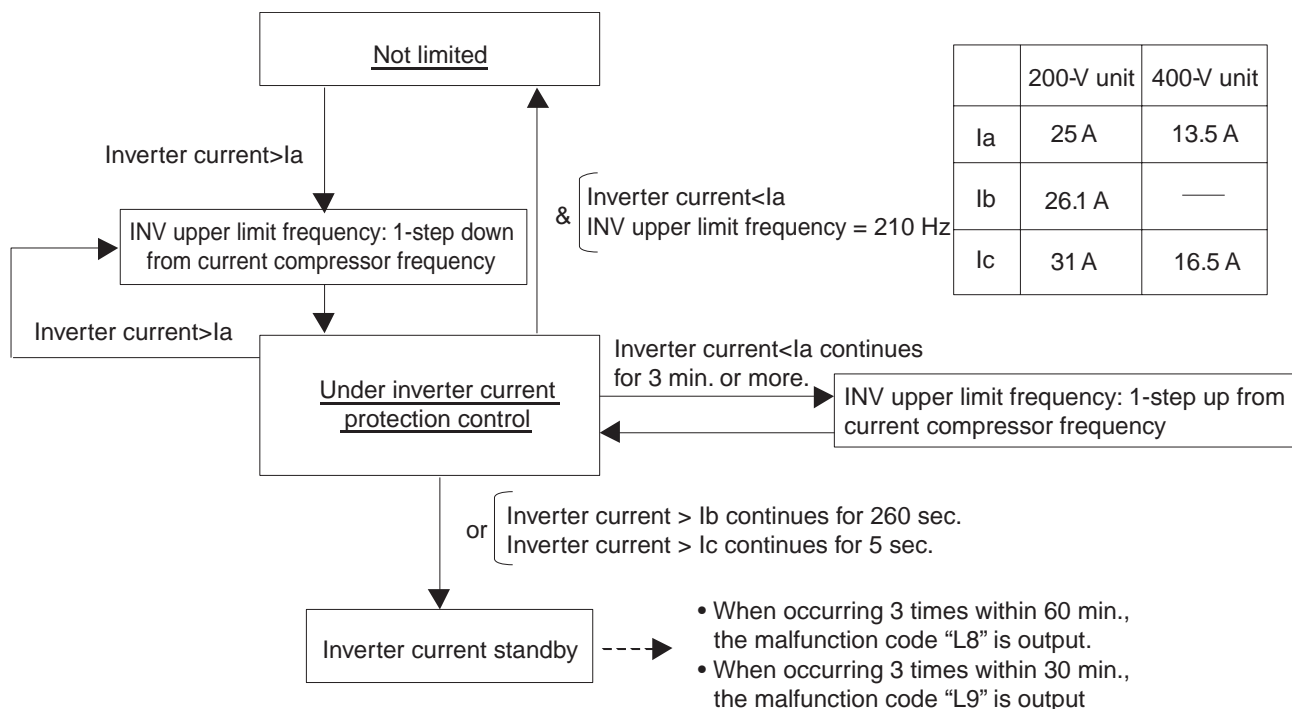 Not limited
200-V unit 400-V unit
Ia 25 A 13.5 A
Ib 26.1 A —
Ic 31 A 16.5 A
Inverter current>Ia
& Inverter current<Ia
INV upper limit frequency = 210 Hz
INV upper limit frequency: 1-step down
from current compressor frequency
Inverter current>Ia
Under inverter current
protection control
Inverter current<Ia continues
for 3 min. or more.
INV upper limit frequency: 1-step up from
current compressor frequency
or Inverter current > Ib continues for 260 sec.
Inverter current > Ic continues for 5 sec.
Inverter current standby
• When occurring 3 times within 60 min.,
the malfunction code “L8” is output.
• When occurring 3 times within 30 min.,
the malfunction code “L9” is output